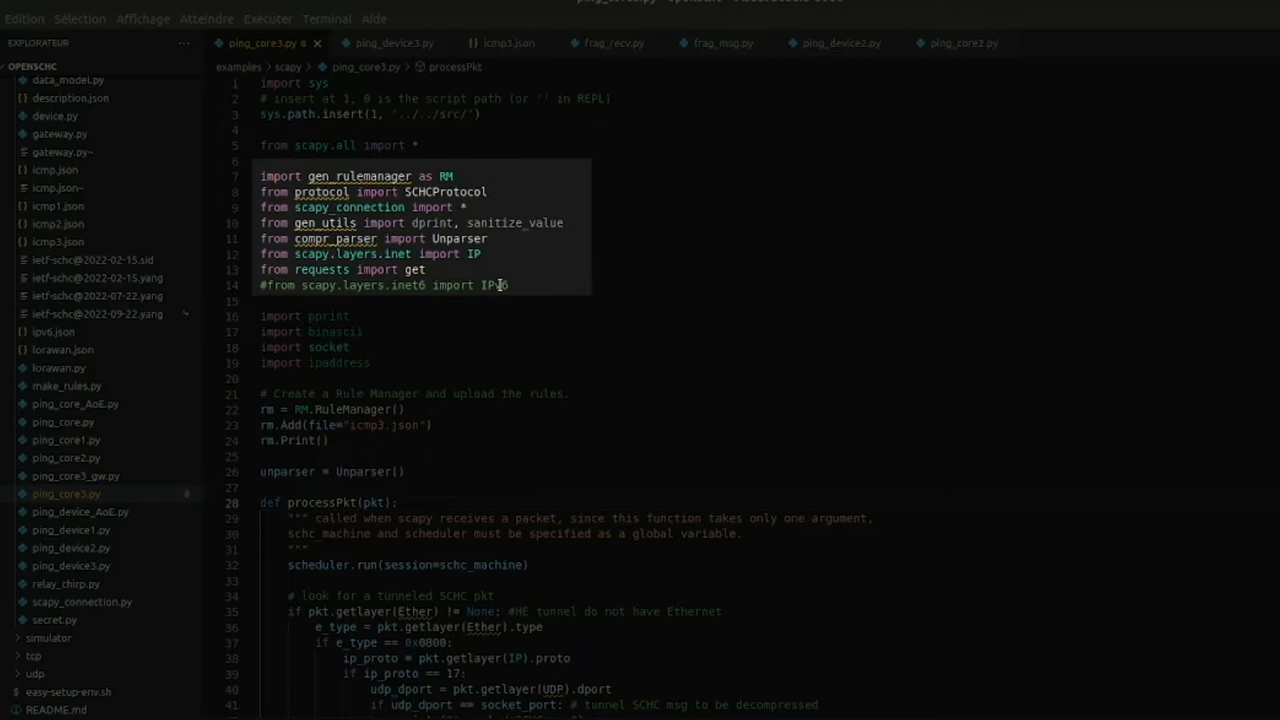 Edition Sélection Affichage Atteindre Exécuter Terminal Aide
EXPLORATEUR ···
OPENSCHC
data_model.py
description.json
device.py
gateway.py
gateway.py~
icmp.json
icmp.json~
icmp1.json
icmp2.json
icmp3.json
ietf-schc@2022-02-15.sid
ietf-schc@2022-02-15.yang
ietf-schc@2022-07-22.yang
ietf-schc@2022-09-22.yang
ipv6.json
lorawan.json
lorawan.py
make_rules.py
ping_core_AoE.py
ping_core.py
ping_core1.py
ping_core2.py
ping_core3_gw.py
ping_core3.py 8
ping_device_AoE.py
ping_device1.py
ping_device2.py
ping_device3.py
relay_chirp.py
scapy_connection.py
secret.py
simulator
tcp
udp
easy-setup-env.sh
README.md
ping_core3.py 8 ping_device3.py icmp3.json frag_recv.py frag_msg.py ping_device2.py ping_core2.py
examples > scapy > ping_core3.py > processPkt
1 import sys
2 # insert at 1, 0 is the script path (or '' in REPL)
3 sys.path.insert(1, '../../src/')
4
5 from scapy.all import *
6
7 import gen_rulemanager as RM
8 from protocol import SCHCProtocol
9 from scapy_connection import *
10 from gen_utils import dprint, sanitize_value
11 from compr_parser import Unparser
12 from scapy.layers.inet import IP
13 from requests import get
14 #from scapy.layers.inet6 import IPv6
15
16 import pprint
17 import binascii
18 import socket
19 import ipaddress
20
21 # Create a Rule Manager and upload the rules.
22 rm = RM.RuleManager()
23 rm.Add(file="icmp3.json")
24 rm.Print()
25
26 unparser = Unparser()
27
28 def processPkt(pkt):
29 """ called when scapy receives a packet, since this function takes only one argument,
30 schc_machine and scheduler must be specified as a global variable.
31 """
32 scheduler.run(session=schc_machine)
33
34 # look for a tunneled SCHC pkt
35 if pkt.getlayer(Ether) != None: #HE tunnel do not have Ethernet
36 e_type = pkt.getlayer(Ether).type
37 if e_type == 0x0800:
38 ip_proto = pkt.getlayer(IP).proto
39 if ip_proto == 17:
40 udp_dport = pkt.getlayer(UDP).dport
41 if udp_dport == socket_port: # tunnel SCHC msg to be decompressed